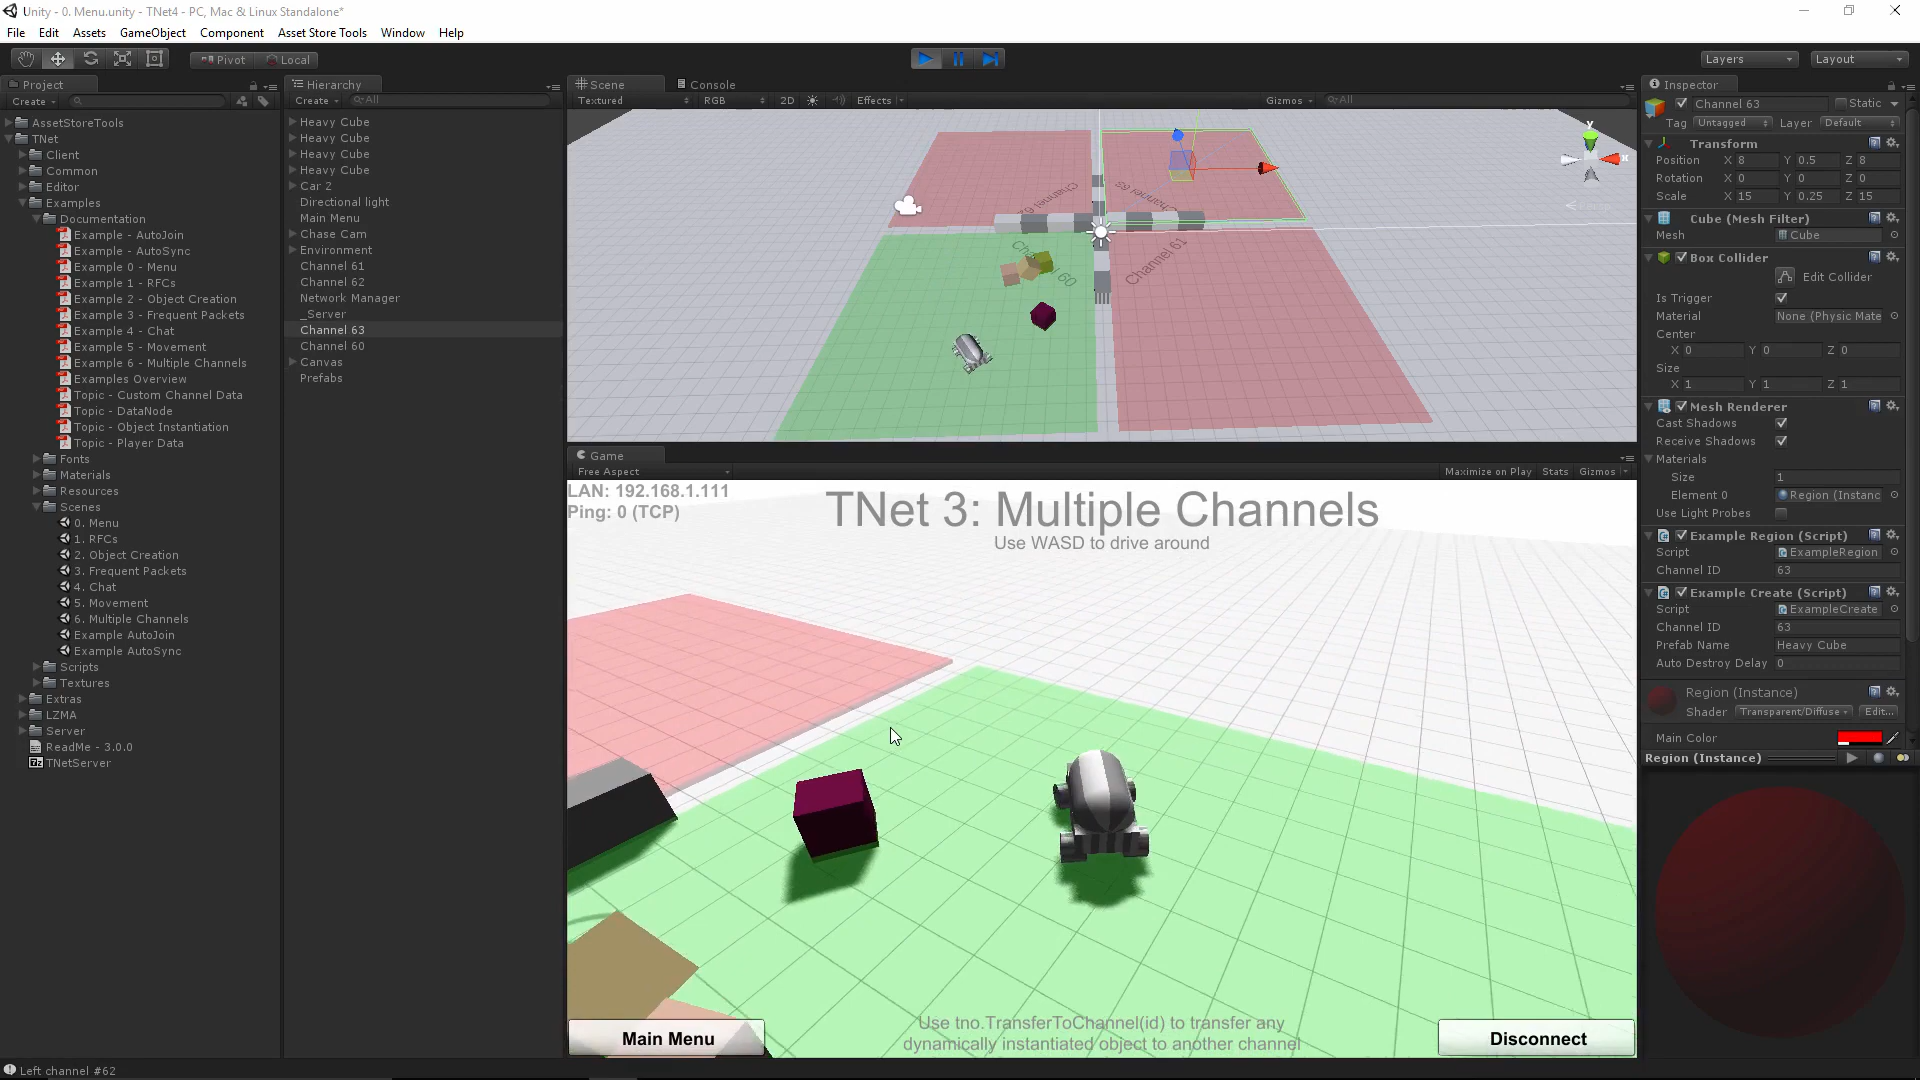 Unity - 0. Menu.unity - TNet4 - PC, Mac & Linux Standalone*
File Edit Assets GameObject Component Asset Store Tools Window Help
Pivot Local
Layers Layout
Project
Create
AssetStoreTools
TNet
Client
Common
Editor
Examples
Documentation
Example - AutoJoin
Example - AutoSync
Example 0 - Menu
Example 1 - RFCs
Example 2 - Object Creation
Example 3 - Frequent Packets
Example 4 - Chat
Example 5 - Movement
Example 6 - Multiple Channels
Examples Overview
Topic - Custom Channel Data
Topic - DataNode
Topic - Object Instantiation
Topic - Player Data
Fonts
Materials
Resources
Scenes
0. Menu
1. RFCs
2. Object Creation
3. Frequent Packets
4. Chat
5. Movement
6. Multiple Channels
Example AutoJoin
Example AutoSync
Scripts
Textures
Extras
LZMA
Server
ReadMe - 3.0.0
TNetServer
Hierarchy
Create All
Heavy Cube
Heavy Cube
Heavy Cube
Heavy Cube
Car 2
Directional light
Main Menu
Chase Cam
Environment
Channel 61
Channel 62
Network Manager
_Server
Channel 63
Channel 60
Canvas
Prefabs
Scene Console
Textured RGB 2D Effects Gizmos All
y
x
Channel 62
Channel 63
Channel 60
Channel 61
Game
Free Aspect Maximize on Play Stats Gizmos
LAN: 192.168.1.111
Ping: 0 (TCP)
TNet 3: Multiple Channels
Use WASD to drive around
Use tno.TransferToChannel(id) to transfer any
dynamically instantiated object to another channel
Main Menu
Disconnect
Inspector
Channel 63 Static
Tag Untagged Layer Default
Transform
Position X 8 Y 0.5 Z 8
Rotation X 0 Y 0 Z 0
Scale X 15 Y 0.25 Z 15
Cube (Mesh Filter)
Mesh Cube
Box Collider
Edit Collider
Is Trigger
Material None (Physic Mate
Center
X 0 Y 0 Z 0
Size
X 1 Y 1 Z 1
Mesh Renderer
Cast Shadows
Receive Shadows
Materials
Size 1
Element 0 Region (Instanc
Use Light Probes
Example Region (Script)
Script ExampleRegion
Channel ID 63
Example Create (Script)
Script ExampleCreate
Channel ID 63
Prefab Name Heavy Cube
Auto Destroy Delay 0
Region (Instance)
Shader Transparent/Diffuse Edit...
Main Color
Region (Instance)
Left channel #62